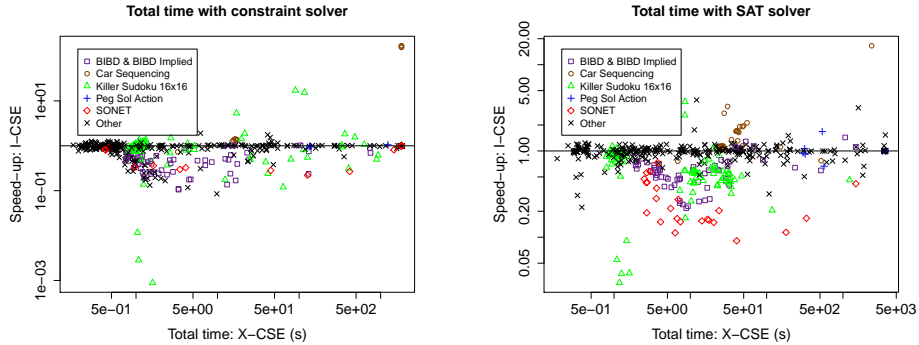 Total time with constraint solver
Speed-up: I-CSE
1e-03
1e-01
1e+01
BIBD & BIBD Implied
Car Sequencing
Killer Sudoku 16x16
Peg Sol Action
SONET
Other
5e-01
5e+00
5e+01
5e+02
Total time: X-CSE (s)
Total time with SAT solver
Speed-up: I-CSE
0.05
0.20
1.00
5.00
20.00
BIBD & BIBD Implied
Car Sequencing
Killer Sudoku 16x16
Peg Sol Action
SONET
Other
5e-01
5e+00
5e+01
5e+02
5e+03
Total time: X-CSE (s)